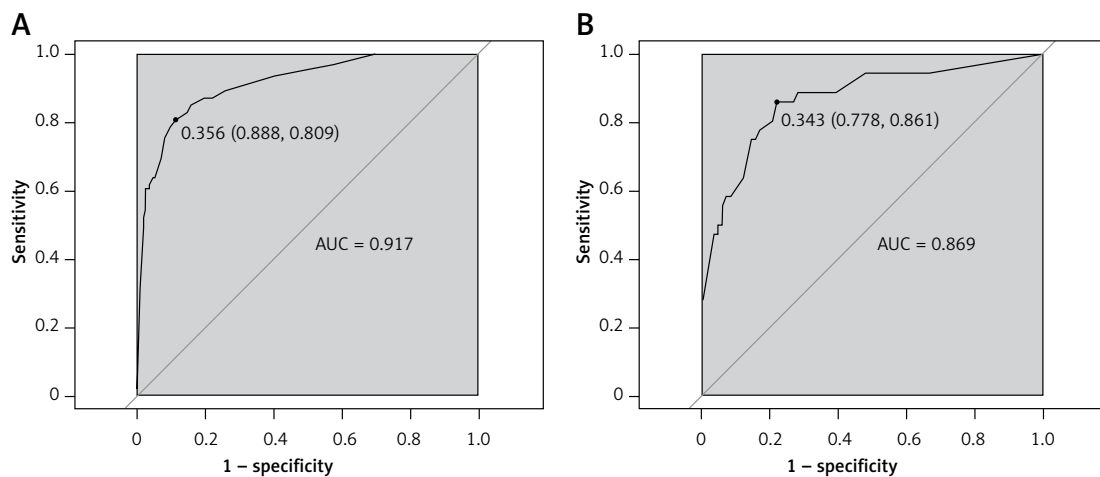 A
Sensitivity
1.0
0.8
0.6
0.4
0.2
0
0.356 (0.888, 0.809)
AUC = 0.917
0 0.2 0.4 0.6 0.8 1.0
1 – specificity
B
Sensitivity
1.0
0.8
0.6
0.4
0.2
0
0.343 (0.778, 0.861)
AUC = 0.869
0 0.2 0.4 0.6 0.8 1.0
1 – specificity